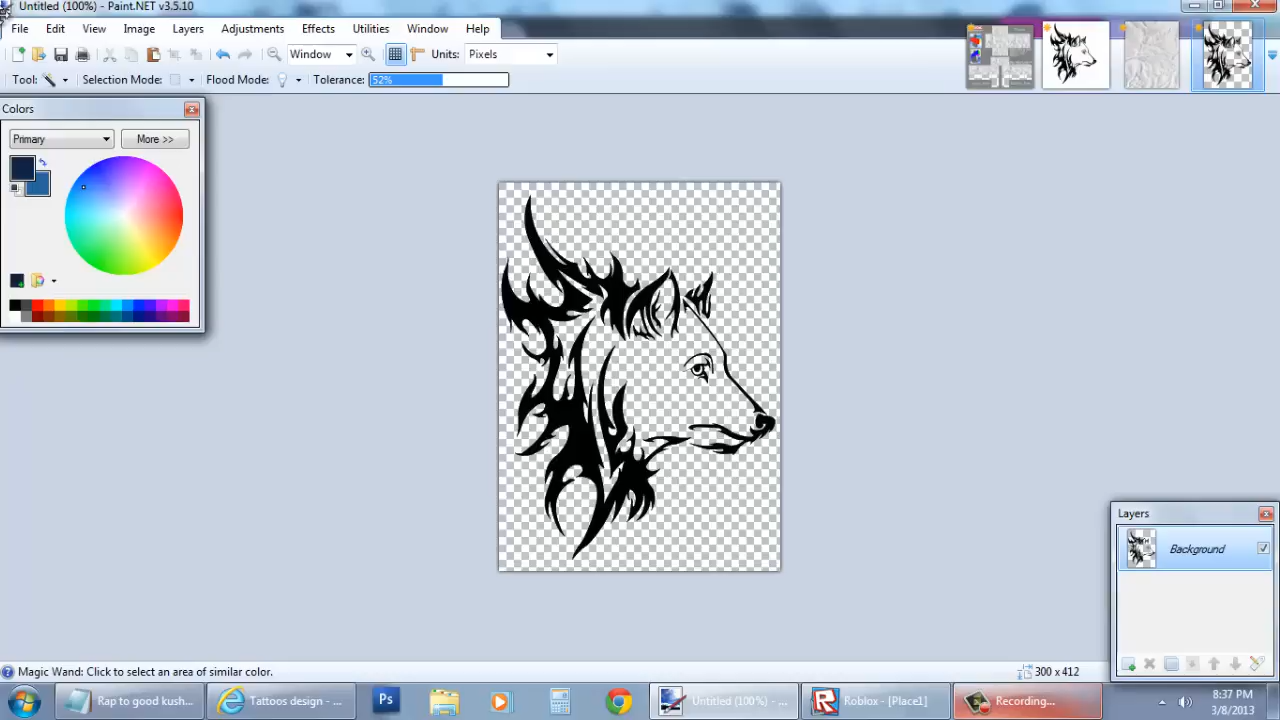 Untitled (100%) - Paint.NET v3.5.10
File Edit View Image Layers Adjustments Effects Utilities Window Help
Window Units: Pixels
Tool: Selection Mode: Flood Mode: Tolerance: 52%
Colors
Primary More >>
Layers
Background
Magic Wand: Click to select an area of similar color.
300 x 412
Rap to good kush... Tattos design - ... Ps Untitled (100%) - ... Roblox - [Place1] Recording...
8:37 PM
3/8/2013